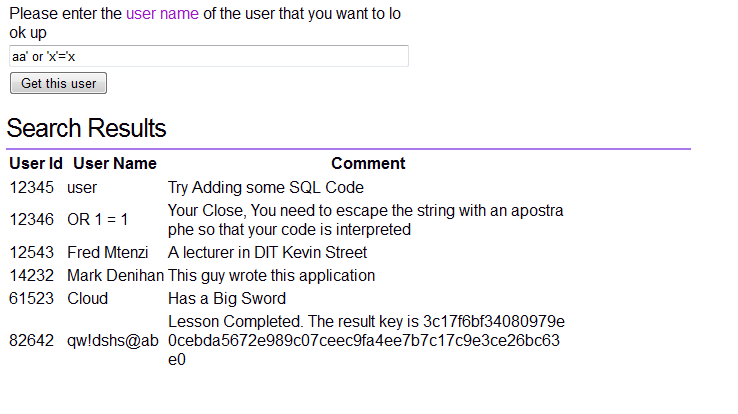 Please enter the user name of the user that you want to lo
ok up
aa' or 'x'='x
Get this user
Search Results
User Id User Name Comment
12345 user Try Adding some SQL Code
12346 OR 1 = 1 Your Close, You need to escape the string with an apostra
phe so that your code is interpreted
12543 Fred Mtenzi A lecturer in DIT Kevin Street
14232 Mark Denihan This guy wrote this application
61523 Cloud Has a Big Sword
82642 qw!dshs@ab Lesson Completed. The result key is 3c17f6bf34080979e
0cebda5672e989c07ceec9fa4ee7b7c17c9e3ce26bc63
e0